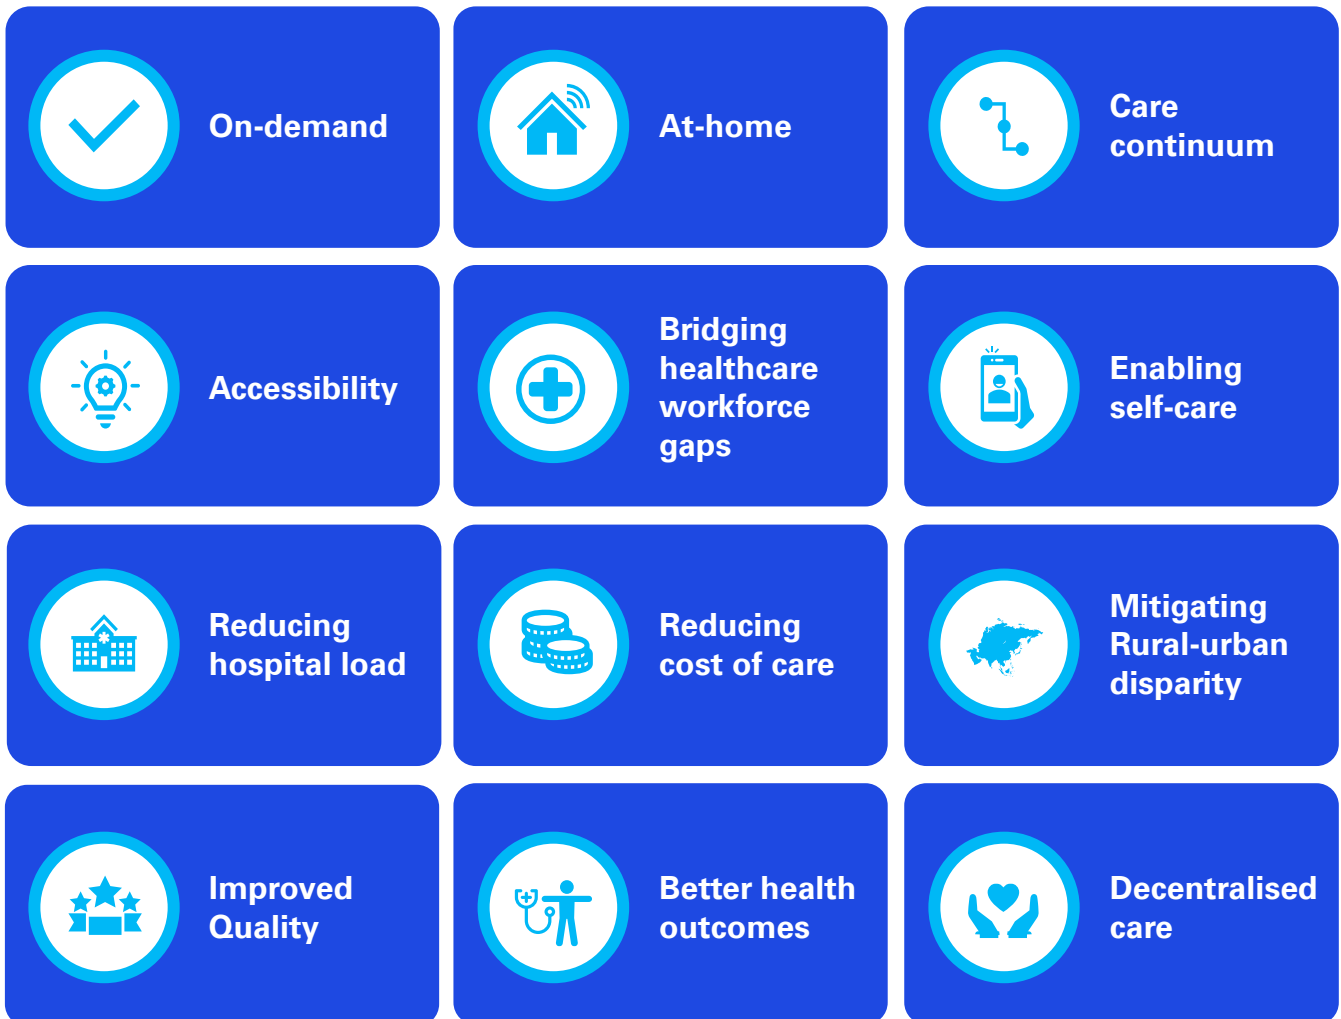 On-demand
At-home
Care
continuum
Accessibility
Bridging
healthcare
workforce
gaps
Enabling
self-care
Reducing
hospital load
Reducing
cost of care
Mitigating
Rural-urban
disparity
Improved
Quality
Better health
outcomes
Decentralised
care